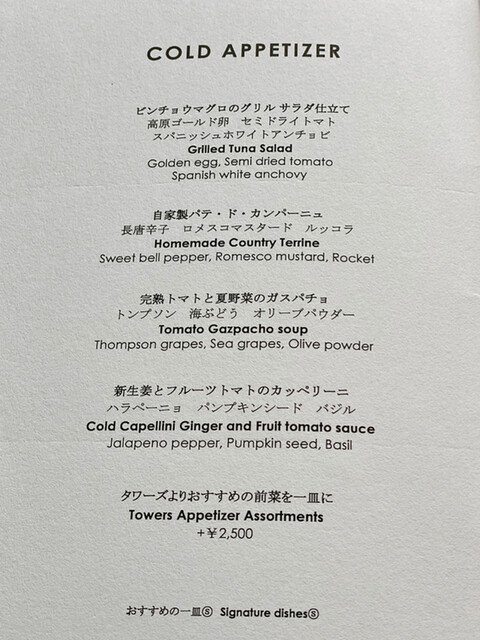 COLD APPETIZER
ビンチョウマグロのグリル サラダ仕立て
高原ゴールド卵　セミドライトマト
スパニッシュホワイトアンチョビ
Grilled Tuna Salad
Golden egg, Semi dried tomato
Spanish white anchovy
自家製パテ・ド・カンパーニュ
長唐辛子　ロメスコマスタード　ルッコラ
Homemade Country Terrine
Sweet bell pepper, Romesco mustard, Rocket
完熟トマトと夏野菜のガスパチョ
トンプソン　海ぶどう　オリーブパウダー
Tomato Gazpacho soup
Thompson grapes, Sea grapes, Olive powder
新生姜とフルーツトマトのカッペリーニ
ハラペーニョ　パンプキンシード　バジル
Cold Capellini Ginger and Fruit tomato sauce
Jalapeno pepper, Pumpkin seed, Basil
タワーズよりおすすめの前菜を一皿に
Towers Appetizer Assortments
+¥2,500
おすすめの一皿Ⓢ Signature dishesⓈ